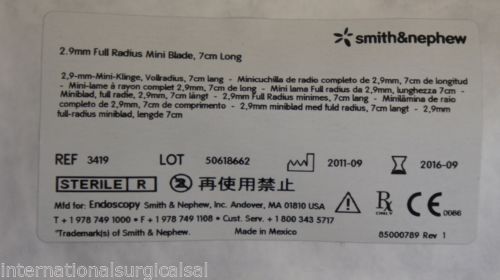 smith&nephew
2.9mm Full Radius Mini Blade, 7cm Long
2,9-mm-Mini-Klinge, Vollradius, 7cm lang - Minicuchilla de radio completo de 2,9mm, 7cm de longitud
- Mini-lame à rayon complet 2,9mm, 7cm de long - Mini lama Full radius da 2,9mm, lunghezza 7cm -
Miniblad, full radie, 2,9mm, 7cm långt - 2,9mm Full Radius minimes, 7cm lang - Minilâmina de raio
completo de 2,9mm, 7cm de comprimento - 2,9mm miniblad med fuld radius, 7cm langt - 2,9mm
full-radius miniblad, lengde 7cm
REF 3419 LOT 50618662 2011-09 2016-09
STERILE R 2 再使用禁止
Mfd for: Endoscopy Smith & Nephew, Inc. Andover, MA 01810 USA
T + 1 978 749 1000 • F + 1 978 749 1108 • Cust. Serv. + 1 800 343 5717
Rx ONLY CE 0086
*Trademark(s) of Smith & Nephew. Made in Mexico 85000789 Rev 1
internationalsurgicalsal